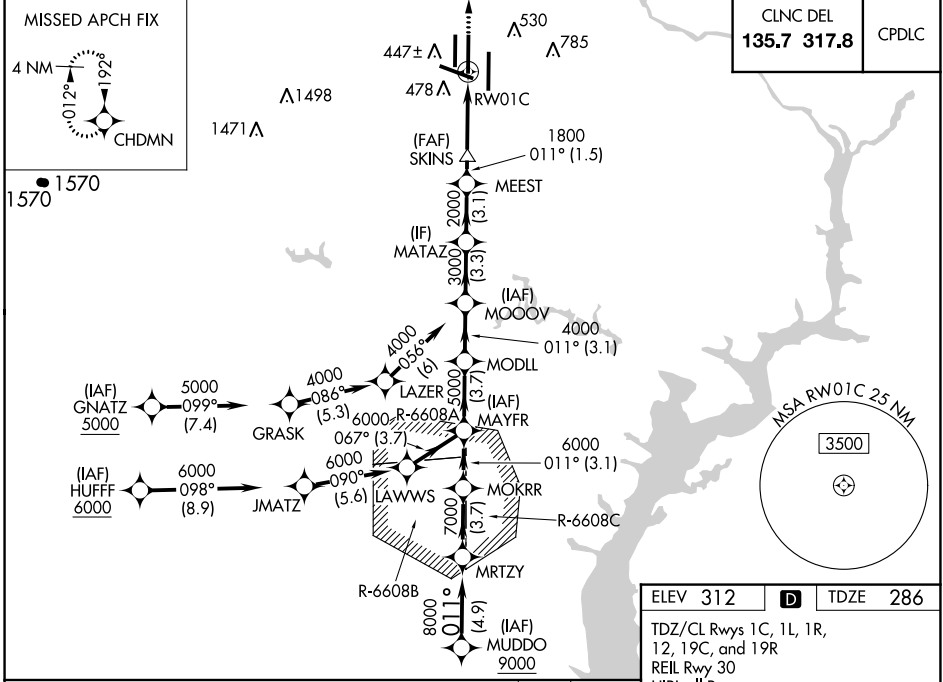 MISSED APCH FIX
4 NM
192°
012°
CHDMN
CLNC DEL
135.7 317.8
CPDLC
530
785
447±
478
RW01C
1498
1471
1570
1570
(FAF)
SKINS
1800
011° (1.5)
MEEST
2000
(3.1)
(IF)
MATAZ
3000
(3.3)
(IAF)
MOOOV
4000
011° (3.1)
4000
056°
(6)
MODLL
LAZER
5000
(3.7)
(IAF)
GNATZ
5000
5000
099°
(7.4)
4000
086°
(5.3)
GRASK
R-6608A
(IAF)
MAYFR
6000
067° (3.7)
6000
011° (3.1)
(IAF)
HUFFF
6000
6000
098°
(8.9)
JMATZ
6000
090°
(5.6)
LAWWS
MOKRR
7000
(3.7)
R-6608C
MRTZY
R-6608B
8000
011°
(4.9)
(IAF)
MUDDO
9000
MSA RW01C 25 NM
3500
ELEV 312
D
TDZE 286
TDZ/CL Rwys 1C, 1L, 1R,
12, 19C, and 19R
REIL Rwy 30